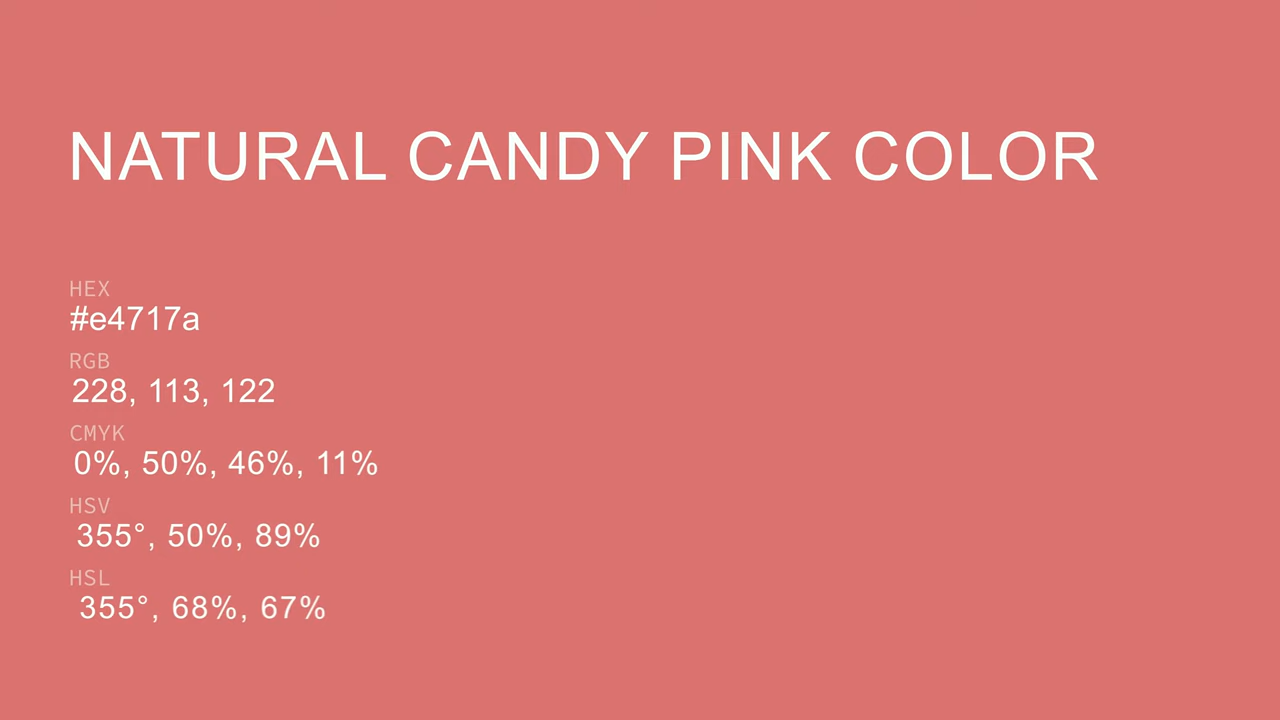 NATURAL CANDY PINK COLOR
HEX
#e4717a
RGB
228, 113, 122
CMYK
0%, 50%, 46%, 11%
HSV
355°, 50%, 89%
HSL
355°, 68%, 67%